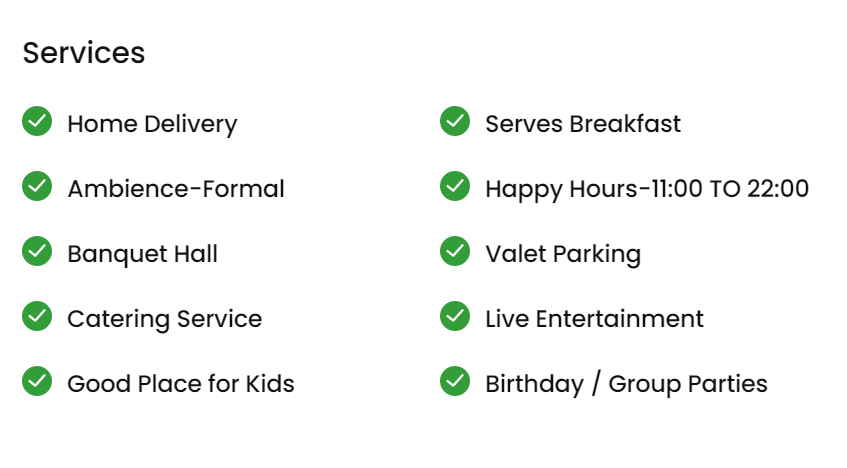 Services
Home Delivery
Serves Breakfast
Ambience-Formal
Happy Hours-11:00 TO 22:00
Banquet Hall
Valet Parking
Catering Service
Live Entertainment
Good Place for Kids
Birthday / Group Parties